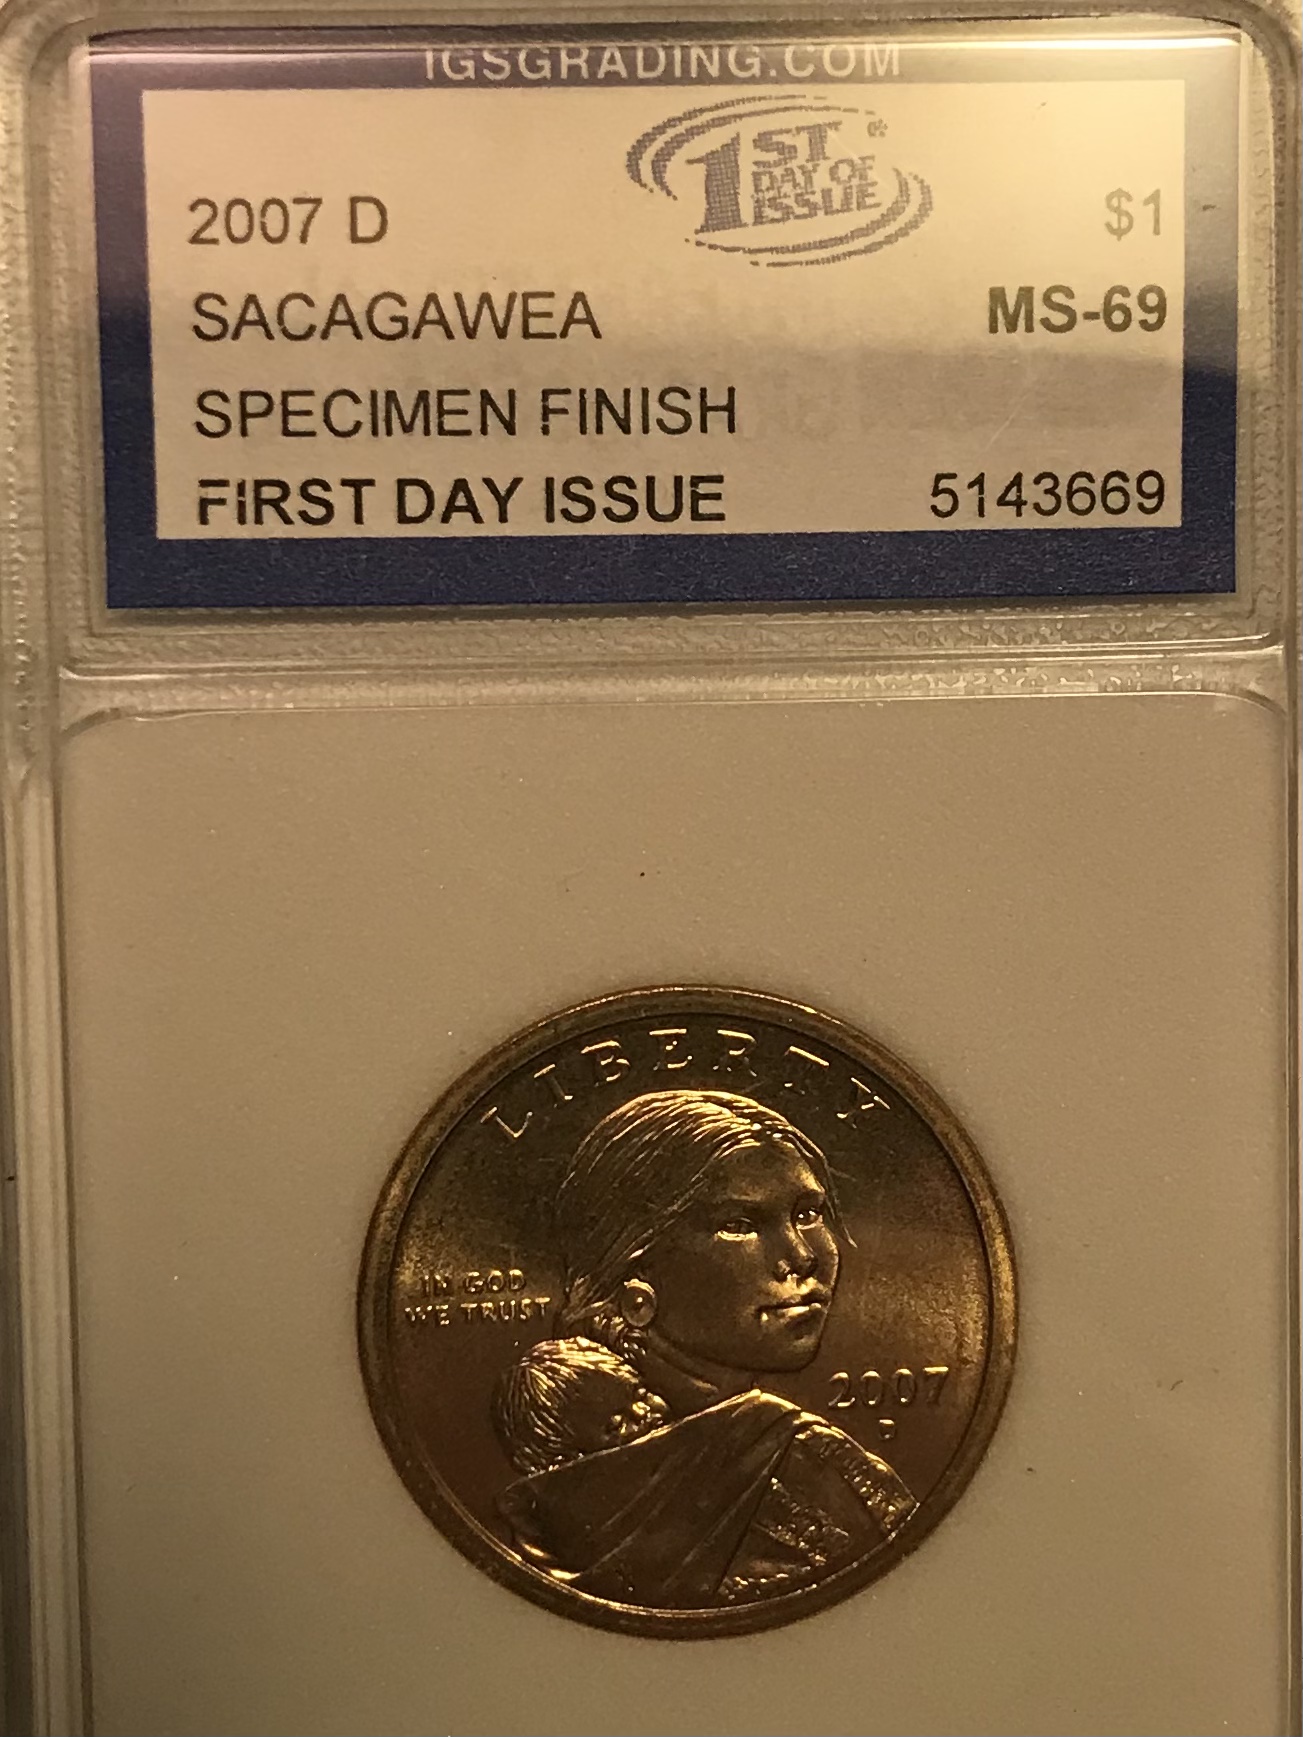 IGSGRADING.COM
1ST
DAY OF
ISSUE
®
2007 D
$1
SACAGAWEA
MS-69
SPECIMEN FINISH
FIRST DAY ISSUE
5143669
LIBERTY
IN GOD
WE TRUST
2007
D